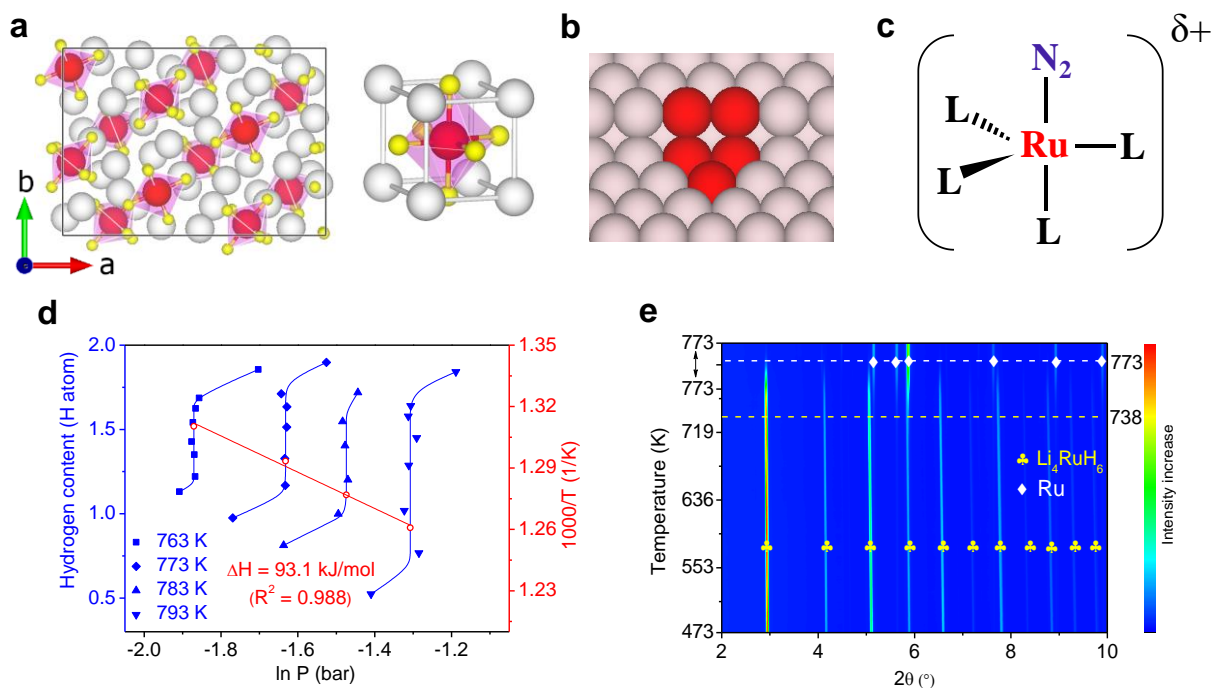 a
b
a
b
c
δ+
N₂
L
Ru
L
L
L
d
Hydrogen content (H atom)
2.0
1.5
1.0
0.5
763 K
773 K
783 K
793 K
ΔH = 93.1 kJ/mol
(R² = 0.988)
-2.0 -1.8 -1.6 -1.4 -1.2
ln P (bar)
1.35
1.32
1.29
1.26
1.23
1000/T (1/K)
e
Temperature (K)
773
773
719
636
553
473
Li₄RuH₆
Ru
2 4 6 8 10
2θ (°)
773
738
Intensity increase